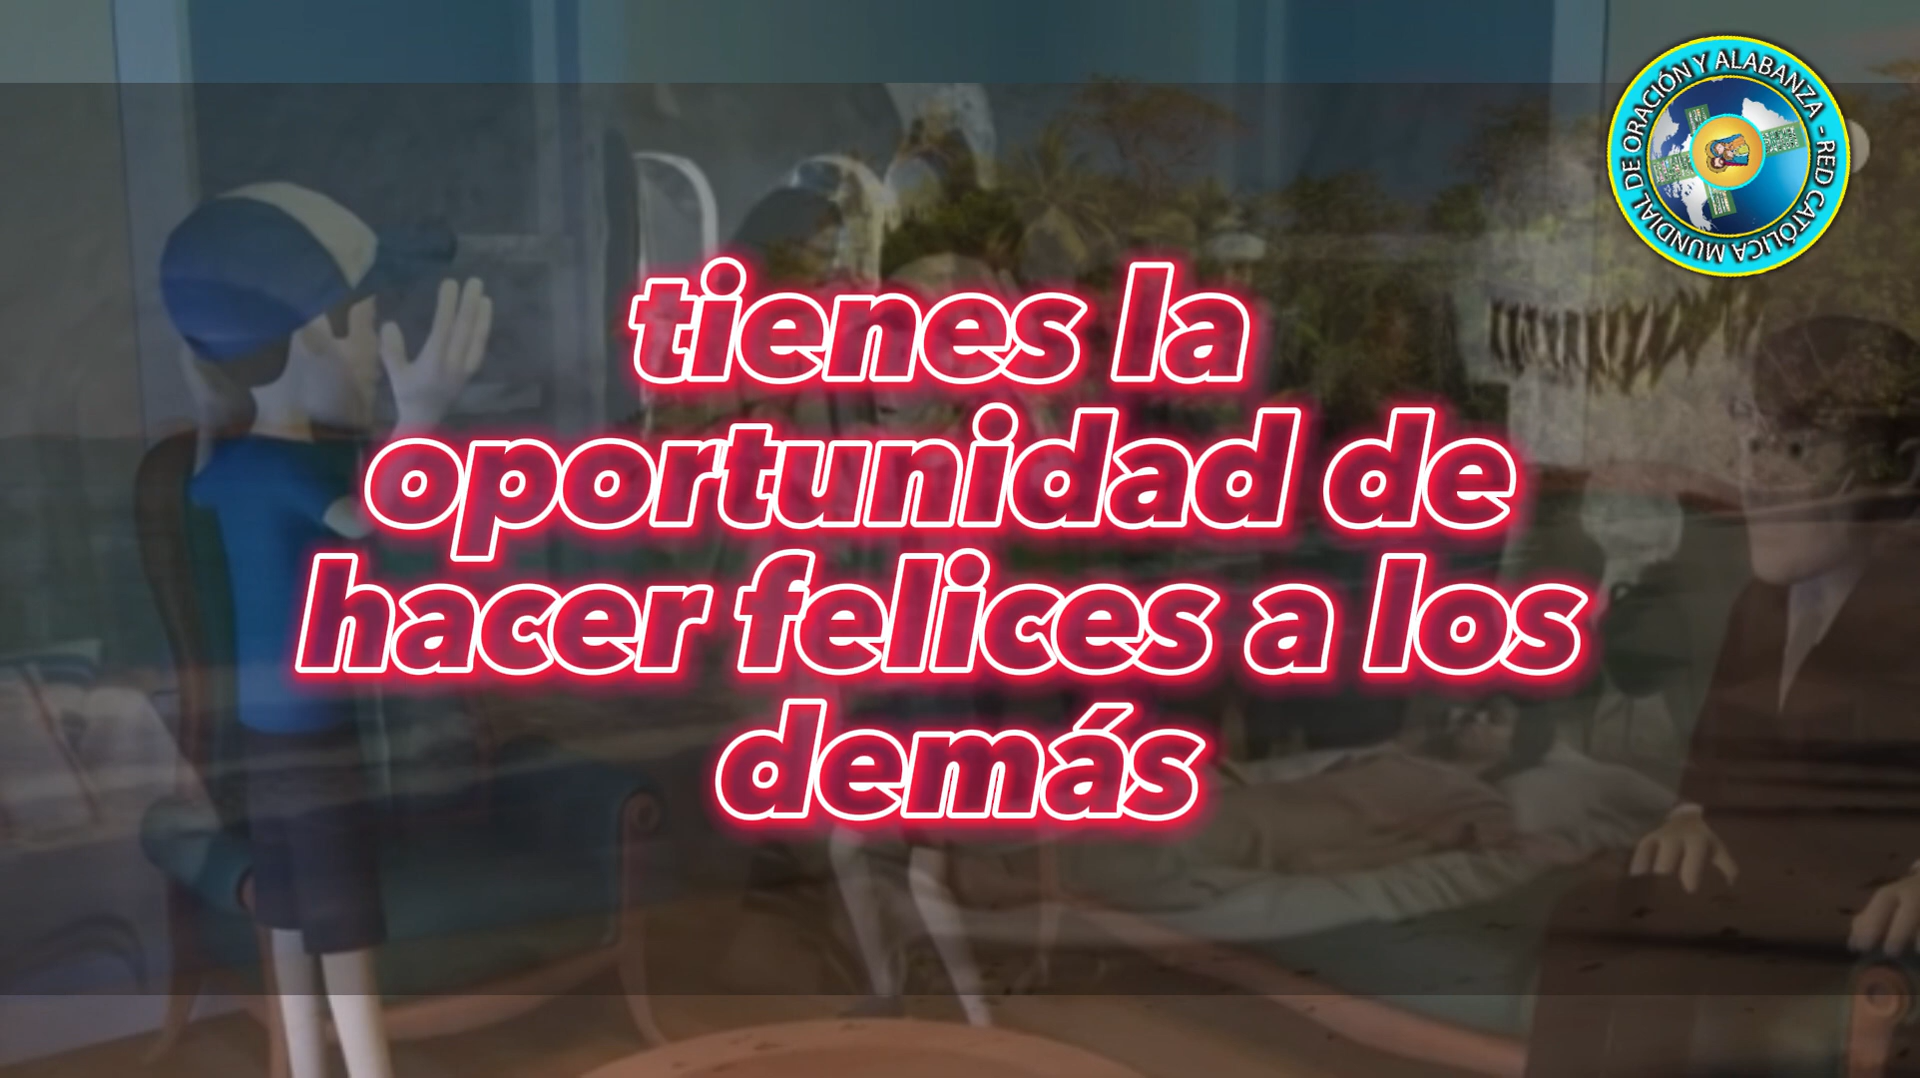 tienes la
oportunidad de
hacer felices a los
demás
RED CATÓLICA MUNDIAL DE ORACIÓN Y ALABANZA -